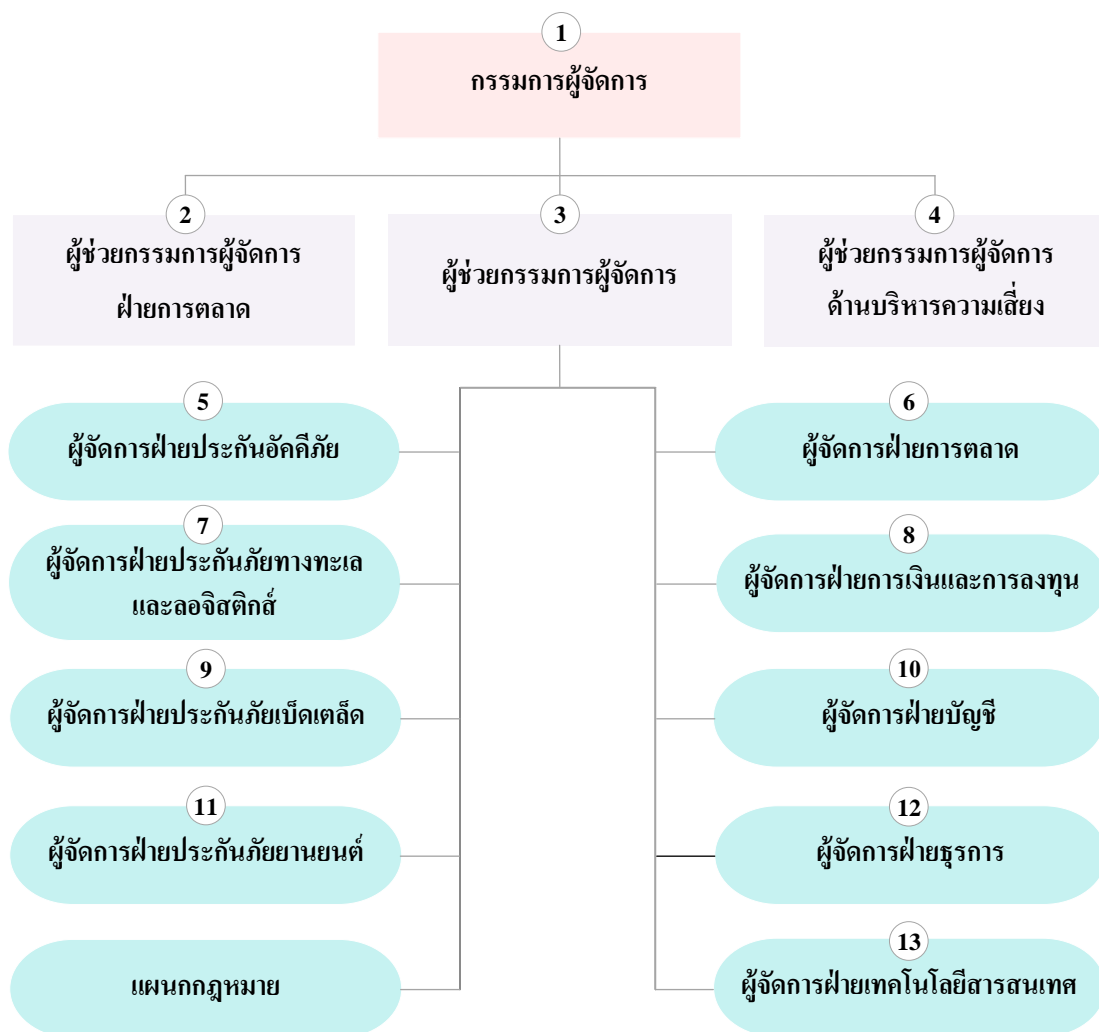 1
กรรมการผู้จัดการ
2
ผู้ช่วยกรรมการผู้จัดการ
ฝ่ายการตลาด
3
ผู้ช่วยกรรมการผู้จัดการ
4
ผู้ช่วยกรรมการผู้จัดการ
ด้านบริหารความเสี่ยง
5
ผู้จัดการฝ่ายประกันอัคคีภัย
6
ผู้จัดการฝ่ายการตลาด
7
ผู้จัดการฝ่ายประกันภัยทางทะเล
และลอจิสติกส์
8
ผู้จัดการฝ่ายการเงินและการลงทุน
9
ผู้จัดการฝ่ายประกันภัยเบ็ดเตล็ด
10
ผู้จัดการฝ่ายบัญชี
11
ผู้จัดการฝ่ายประกันภัยยานยนต์
12
ผู้จัดการฝ่ายธุรการ
แผนกกฎหมาย
13
ผู้จัดการฝ่ายเทคโนโลยีสารสนเทศ